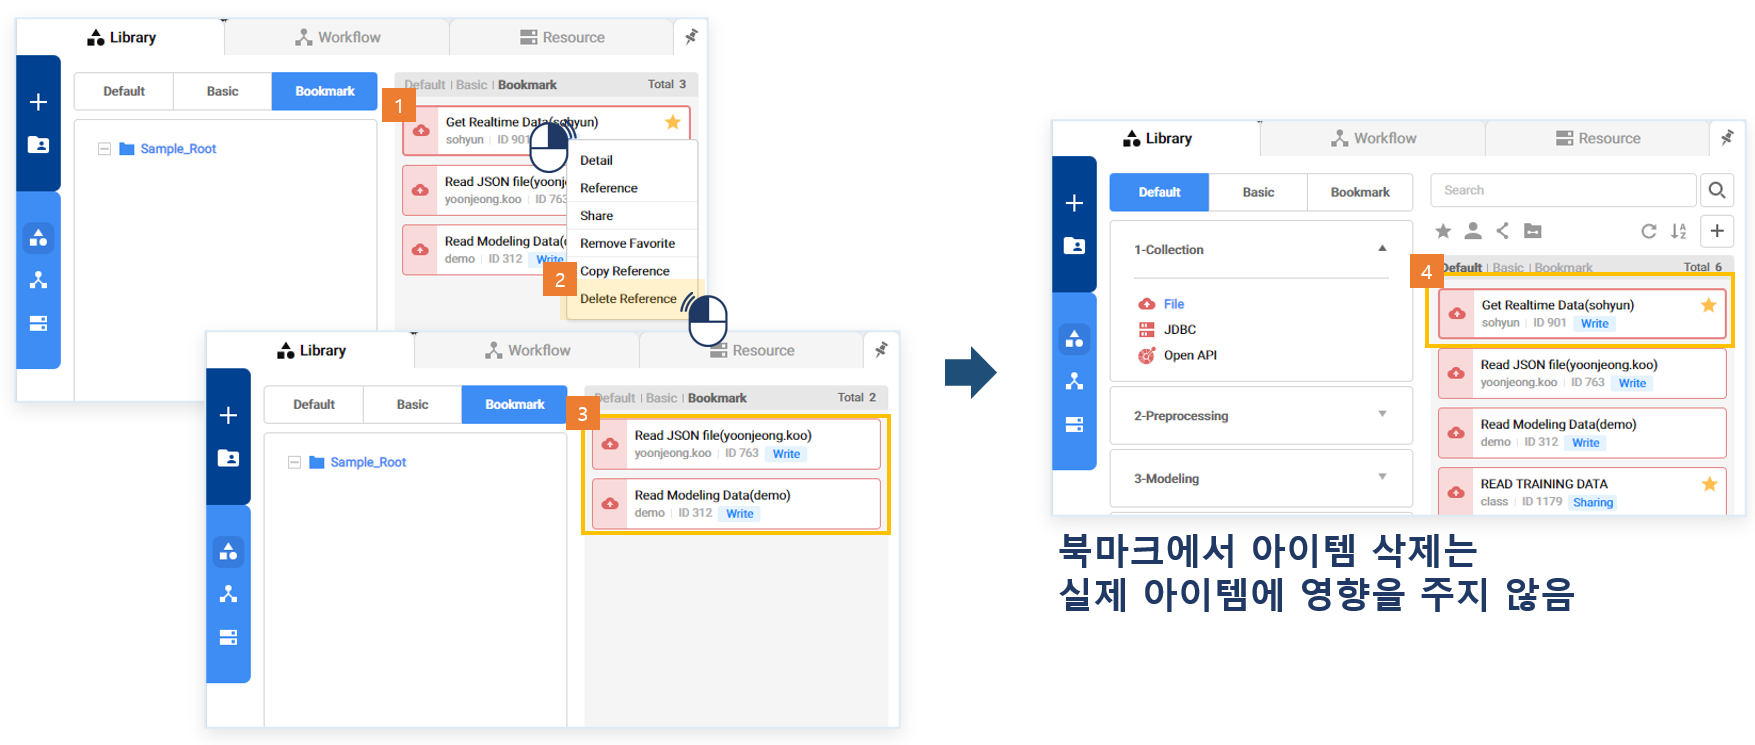 Library
Workflow
Resource
Default
Basic
Bookmark
Default | Basic | Bookmark
Total 3
Sample_Root
1
Get Realtime Data(sohyun)
sohyun | ID 901
Read JSON file(yoonj
yoonjeong.koo | ID 763
Read Modeling Data(
demo | ID 312 Write
Detail
Reference
Share
Remove Favorite
Copy Reference
2
Delete Reference
Library
Workflow
Resource
Default
Basic
Bookmark
Default | Basic | Bookmark
Total 2
Sample_Root
3
Read JSON file(yoonjeong.koo)
yoonjeong.koo | ID 763 Write
Read Modeling Data(demo)
demo | ID 312 Write
Library
Workflow
Resource
Default
Basic
Bookmark
Search
1-Collection
File
JDBC
Open API
2-Preprocessing
3-Modeling
Default | Basic | Bookmark
Total 6
4
Get Realtime Data(sohyun)
sohyun | ID 901 Write
Read JSON file(yoonjeong.koo)
yoonjeong.koo | ID 763 Write
Read Modeling Data(demo)
demo | ID 312 Write
READ TRAINING DATA
class | ID 1179 Sharing
북마크에서 아이템 삭제는
실제 아이템에 영향을 주지 않음